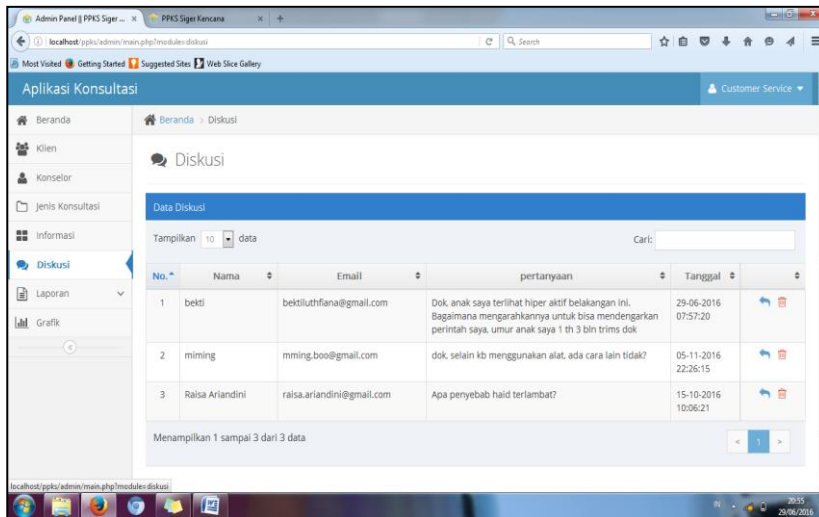 Admin Panel || PPKS Siger ... ×
PPKS Siger Kencana ×
localhost/ppks/admin/main.php?module=diskusi
Search
Most Visited Getting Started Suggested Sites Web Slice Gallery
Aplikasi Konsultasi
Customer Service
Beranda
Klien
Konselor
Jenis Konsultasi
Informasi
Diskusi
Laporan
Grafik
Beranda > Diskusi
Diskusi
Data Diskusi
Tampilkan 10 data
Cari:
No. Nama Email pertanyaan Tanggal
1 bekti bektiluthfiana@gmail.com Dok, anak saya terlihat hiper aktif belakangan ini. 29-06-2016
Bagaimana mengarahkannya untuk bisa mendengarkan 07:57:20
perintah saya, umur anak saya 1 th 3 bln trims dok
2 miming mming.boo@gmail.com dok, selain kb menggunakan alat, ada cara lain tidak? 05-11-2016
22:26:15
3 Raisa Ariandini raisa.ariandini@gmail.com Apa penyebab haid terlambat? 15-10-2016
10:06:21
Menampilkan 1 sampai 3 dari 3 data
< 1 >
localhost/ppks/admin/main.php?module=diskusi
IN
20:55
29/06/2016